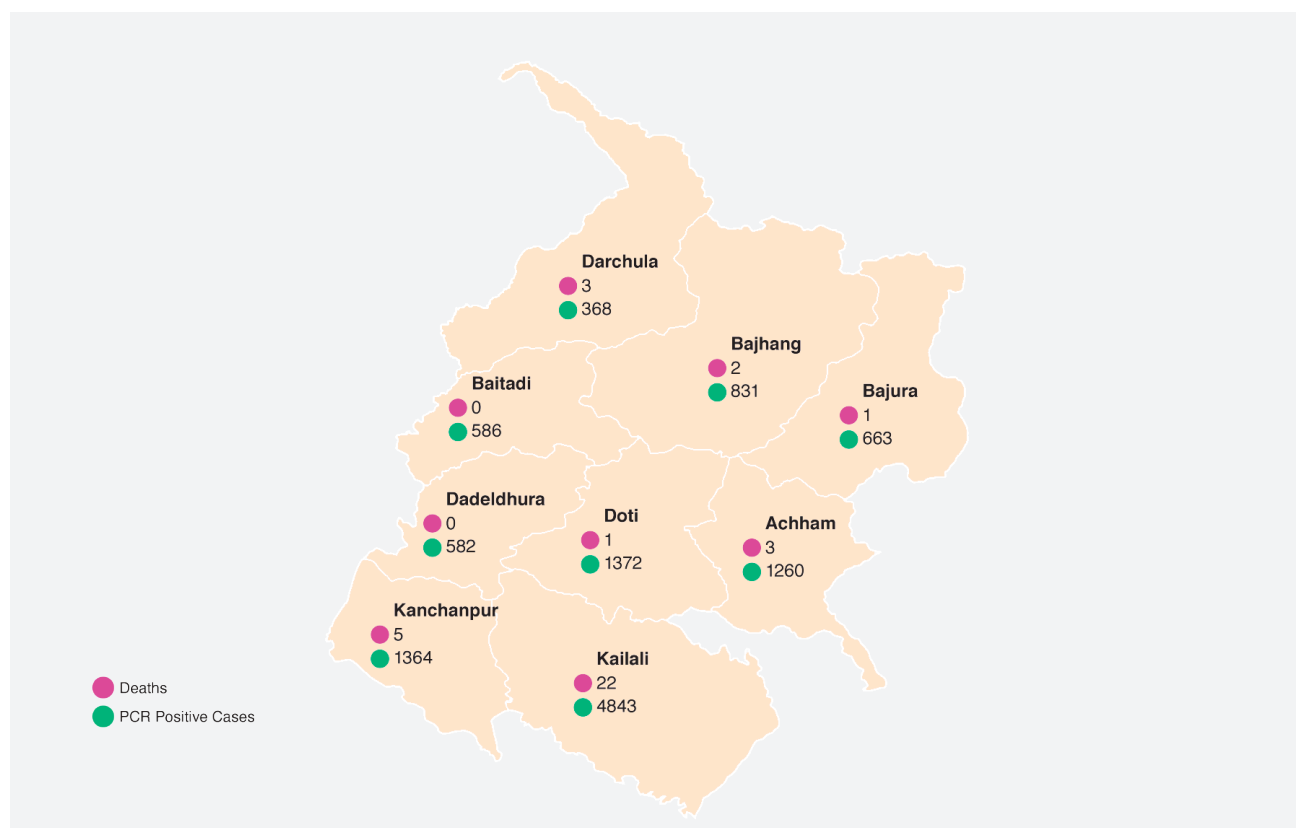 Darchula
3
368
Bajhang
2
831
Baitadi
0
586
Bajura
1
663
Dadeldhura
0
582
Doti
1
1372
Achham
3
1260
Kanchanpur
5
1364
Kailali
22
4843
Deaths
PCR Positive Cases